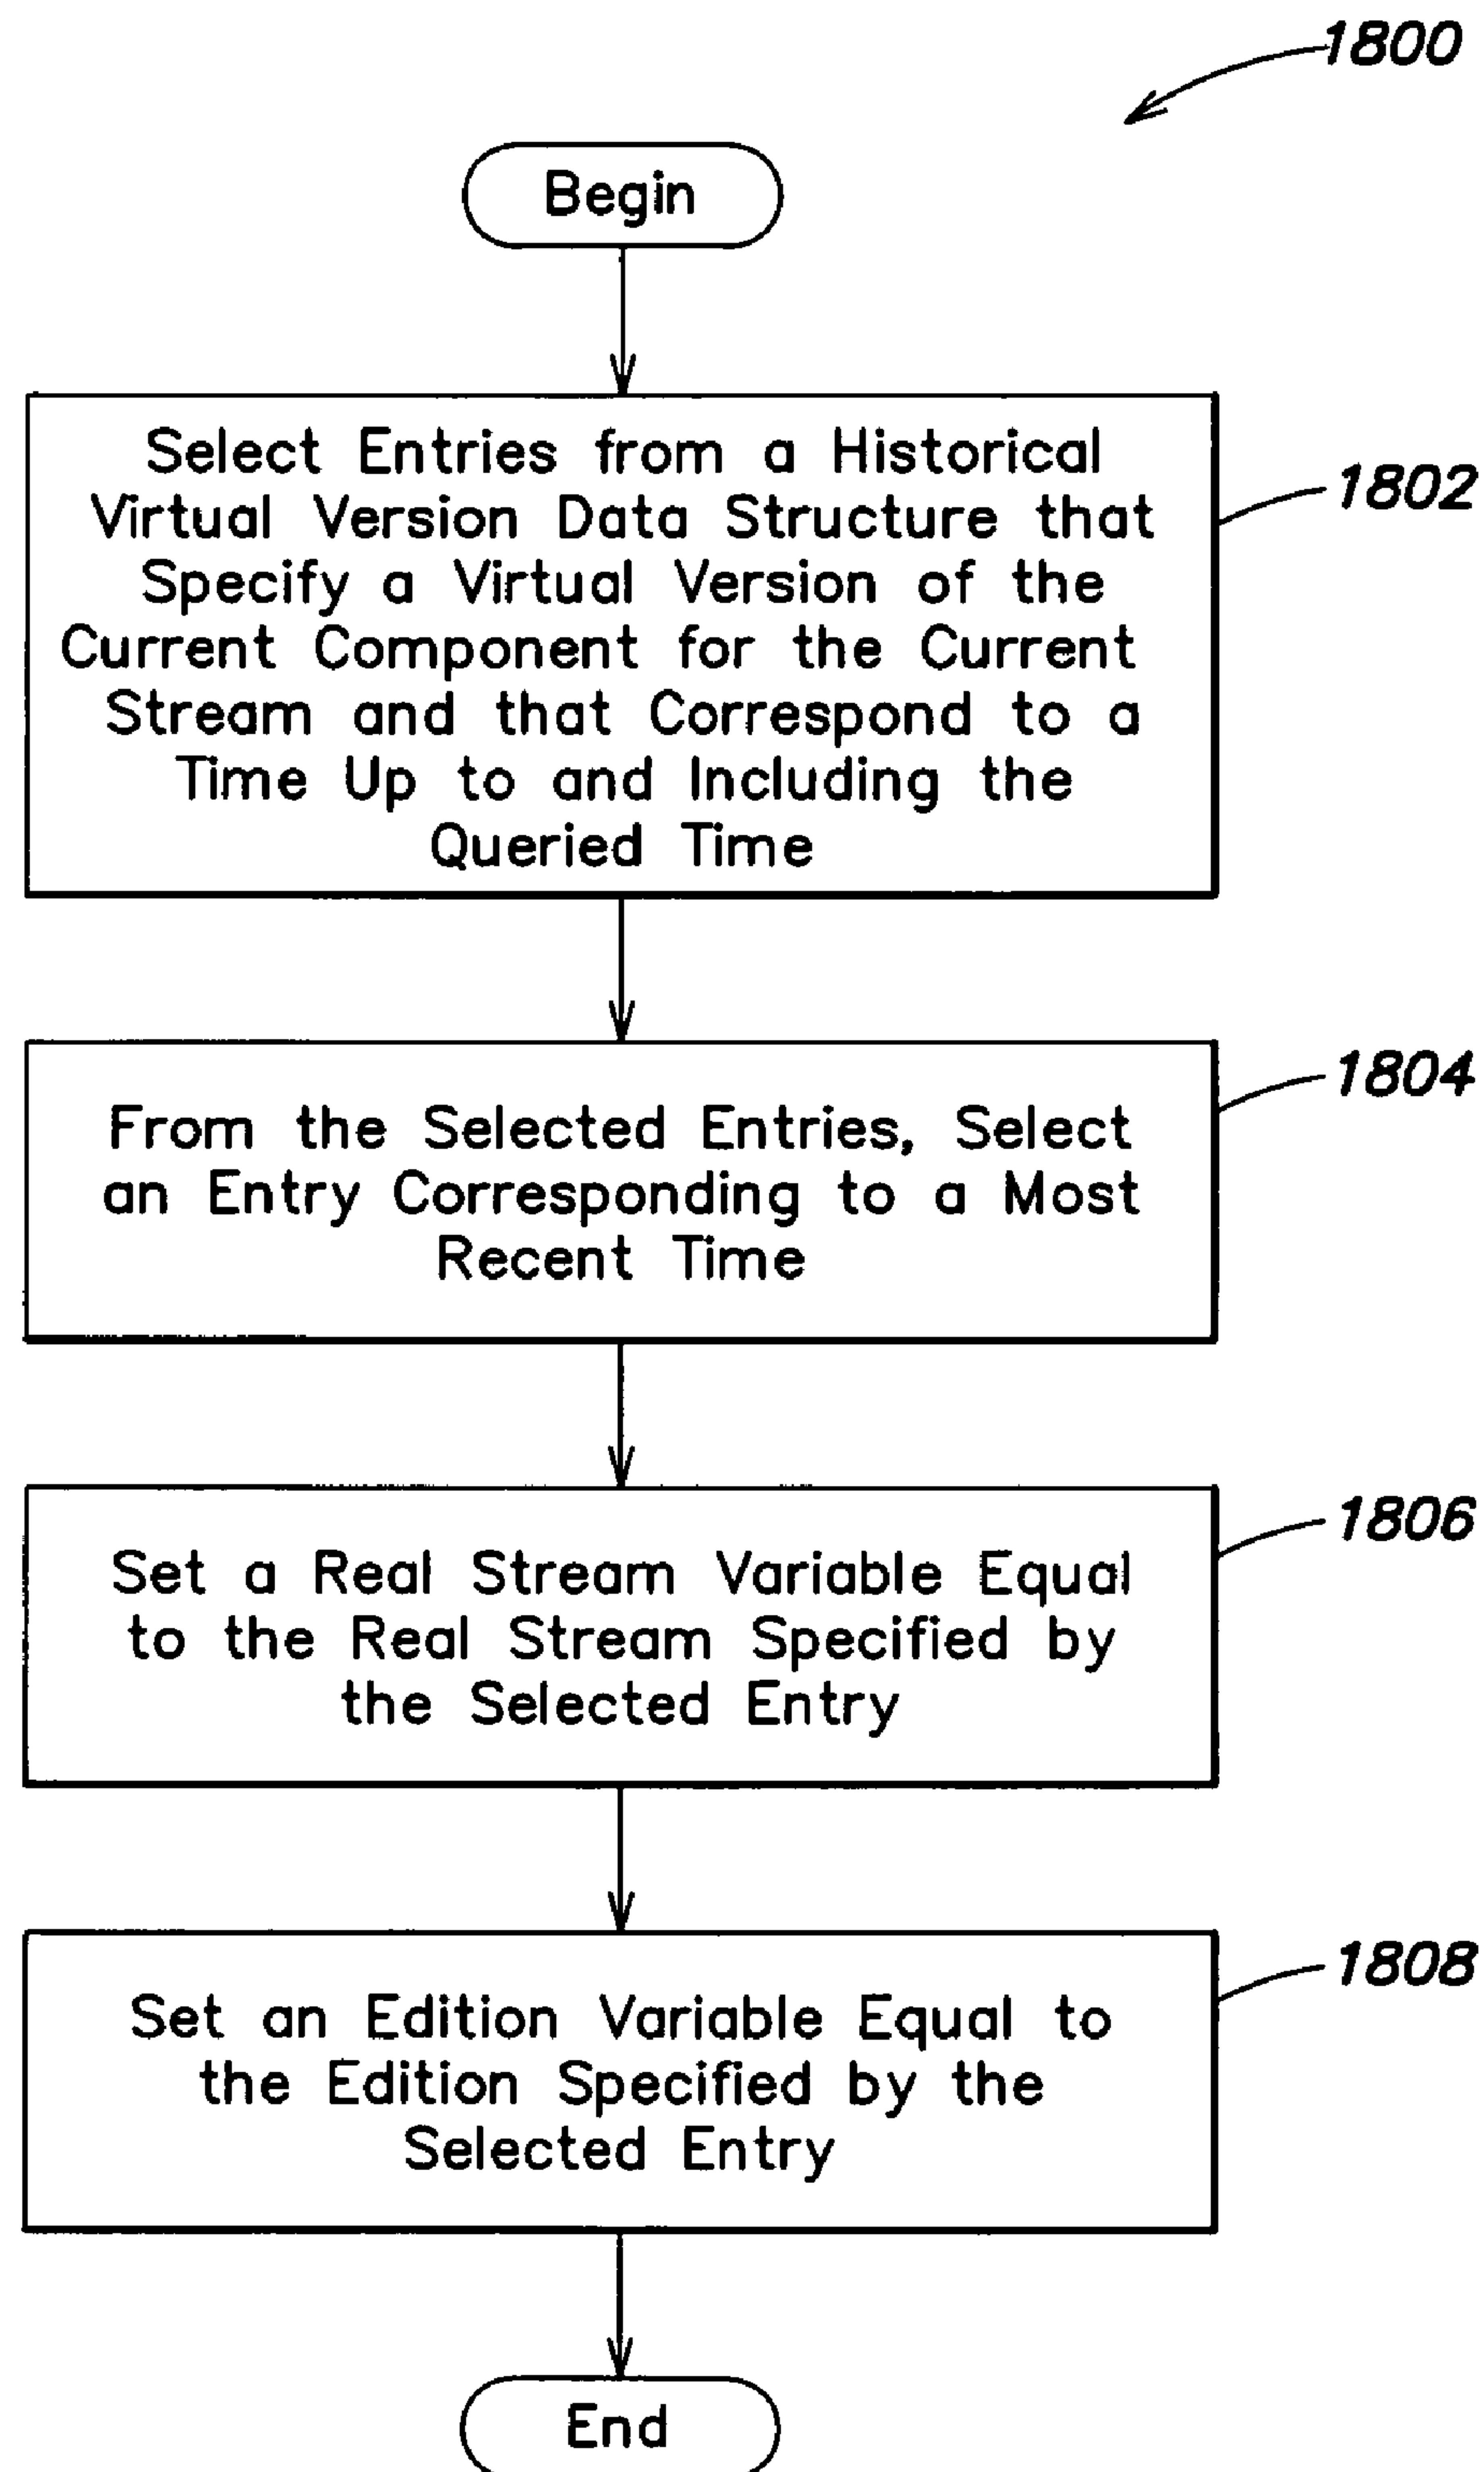 1800
Begin
Select Entries from a Historical
Virtual Version Data Structure that
Specify a Virtual Version of the
Current Component for the Current
Stream and that Correspond to a
Time Up to and Including the
Queried Time
1802
From the Selected Entries, Select
an Entry Corresponding to a Most
Recent Time
1804
Set a Real Stream Variable Equal
to the Real Stream Specified by
the Selected Entry
1806
Set an Edition Variable Equal to
the Edition Specified by the
Selected Entry
1808
End